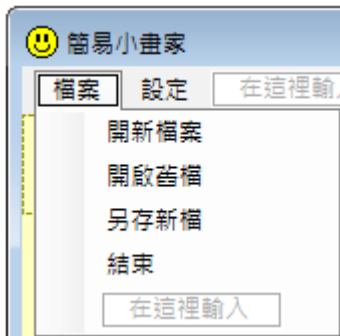 簡易小畫家
檔案 設定 在這裡輸入
開新檔案
開啟舊檔
另存新檔
結束
在這裡輸入